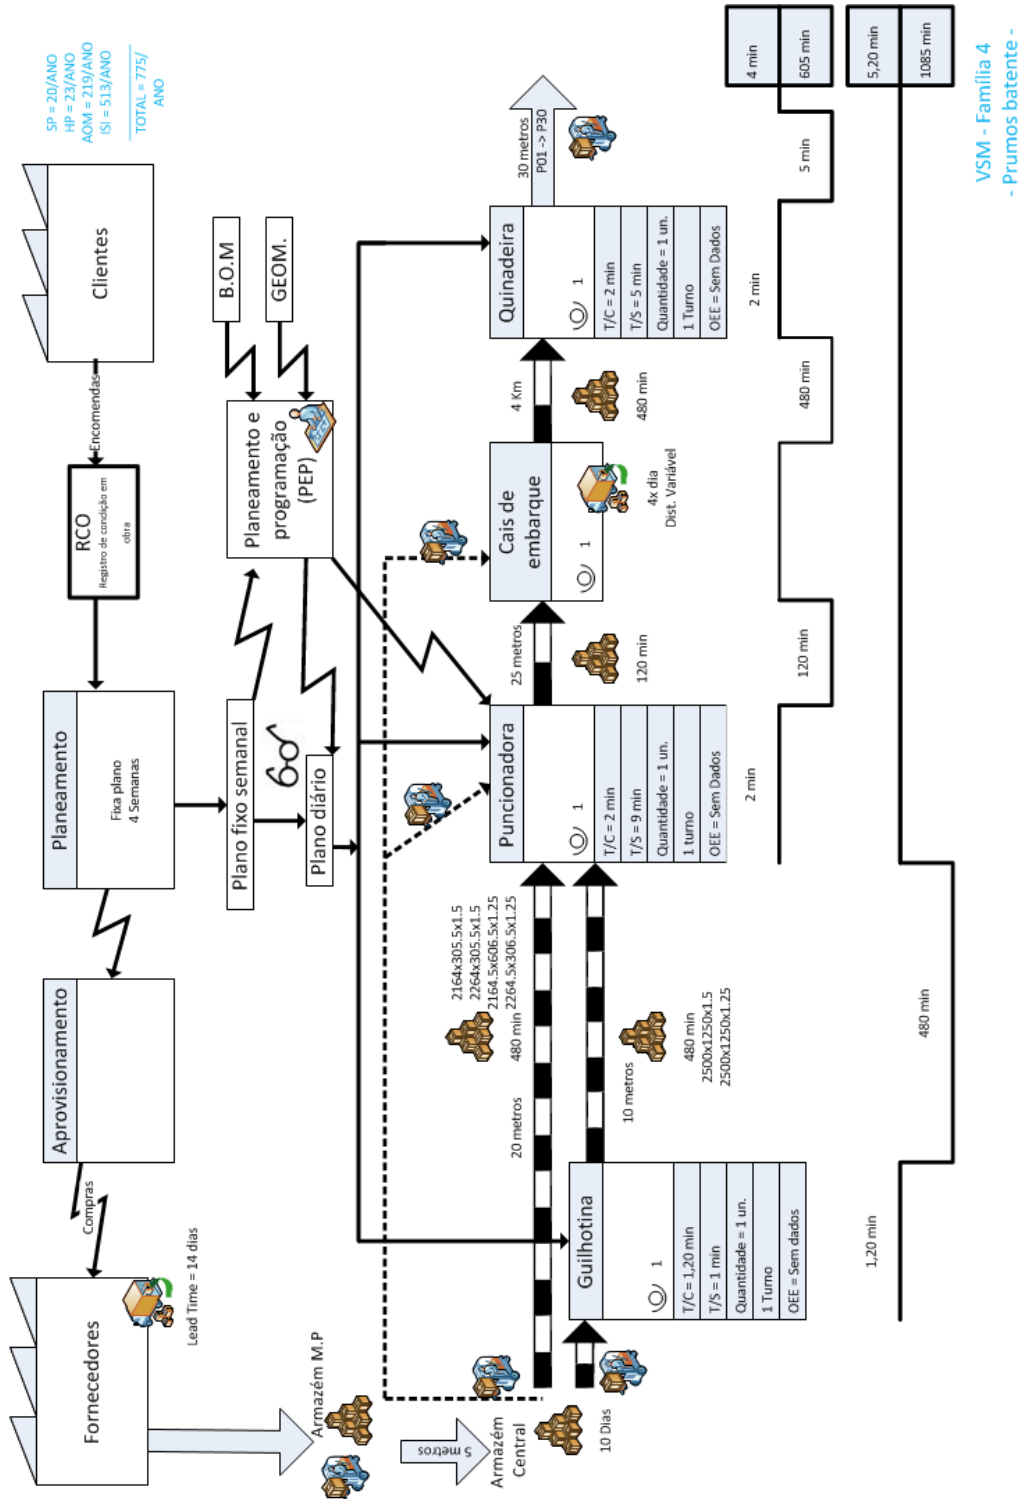 Fornecedores
Lead Time = 14 dias
Compras
Aprovisionamento
Planeamento
Fixa plano
4 Semanas
RCO
Registro de condição em
obra
Encomendas
Clientes
SP = 20/ANO
HP = 23/ANO
AOM = 219/ANO
ISI = 513/ANO
TOTAL = 775/
ANO
Plano fixo semanal
Plano diário
Planeamento e
programação
(PEP)
B.O.M
GEOM.
Armazém M.P
5 metros
Armazém
Central
10 Dias
20 metros
480 min
2164x305.5x1.5
2264x305.5x1.5
2164.5x606.5x1.25
2264.5x306.5x1.25
10 metros
480 min
2500x1250x1.5
2500x1250x1.25
Guilhotina
1
T/C = 1,20 min
T/S = 1 min
Quantidade = 1 un.
1 Turno
OEE = Sem dados
Puncionadora
1
T/C = 2 min
T/S = 9 min
Quantidade = 1 un.
1 turno
OEE = Sem Dados
25 metros
120 min
Cais de
embarque
1
4x dia
Dist. Variável
4 Km
480 min
Quinadeira
1
T/C = 2 min
T/S = 5 min
Quantidade = 1 un.
1 Turno
OEE = Sem Dados
30 metros
P01 -> P30
2 min
120 min
480 min
2 min
5 min
4 min
605 min
1,20 min
480 min
5,20 min
1085 min
VSM - Família 4
- Prumos batente -